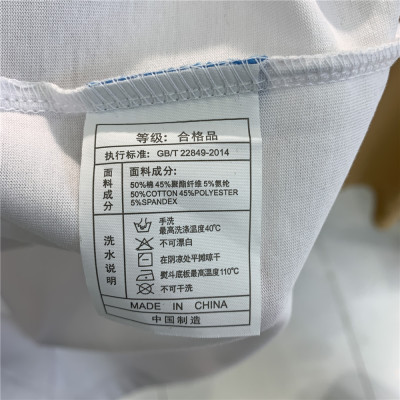 等级: 合格品
执行标准: GB/T 22849-2014
面料成分
面料成分:
50%棉 45%聚酯纤维 5%氨纶
50%COTTON 45%POLYESTER
5%SPANDEX
洗水说明
手洗
最高洗涤温度40℃
不可漂白
在阴凉处平摊晾干
熨斗底板最高温度110℃
不可干洗
MADE IN CHINA
中国制造